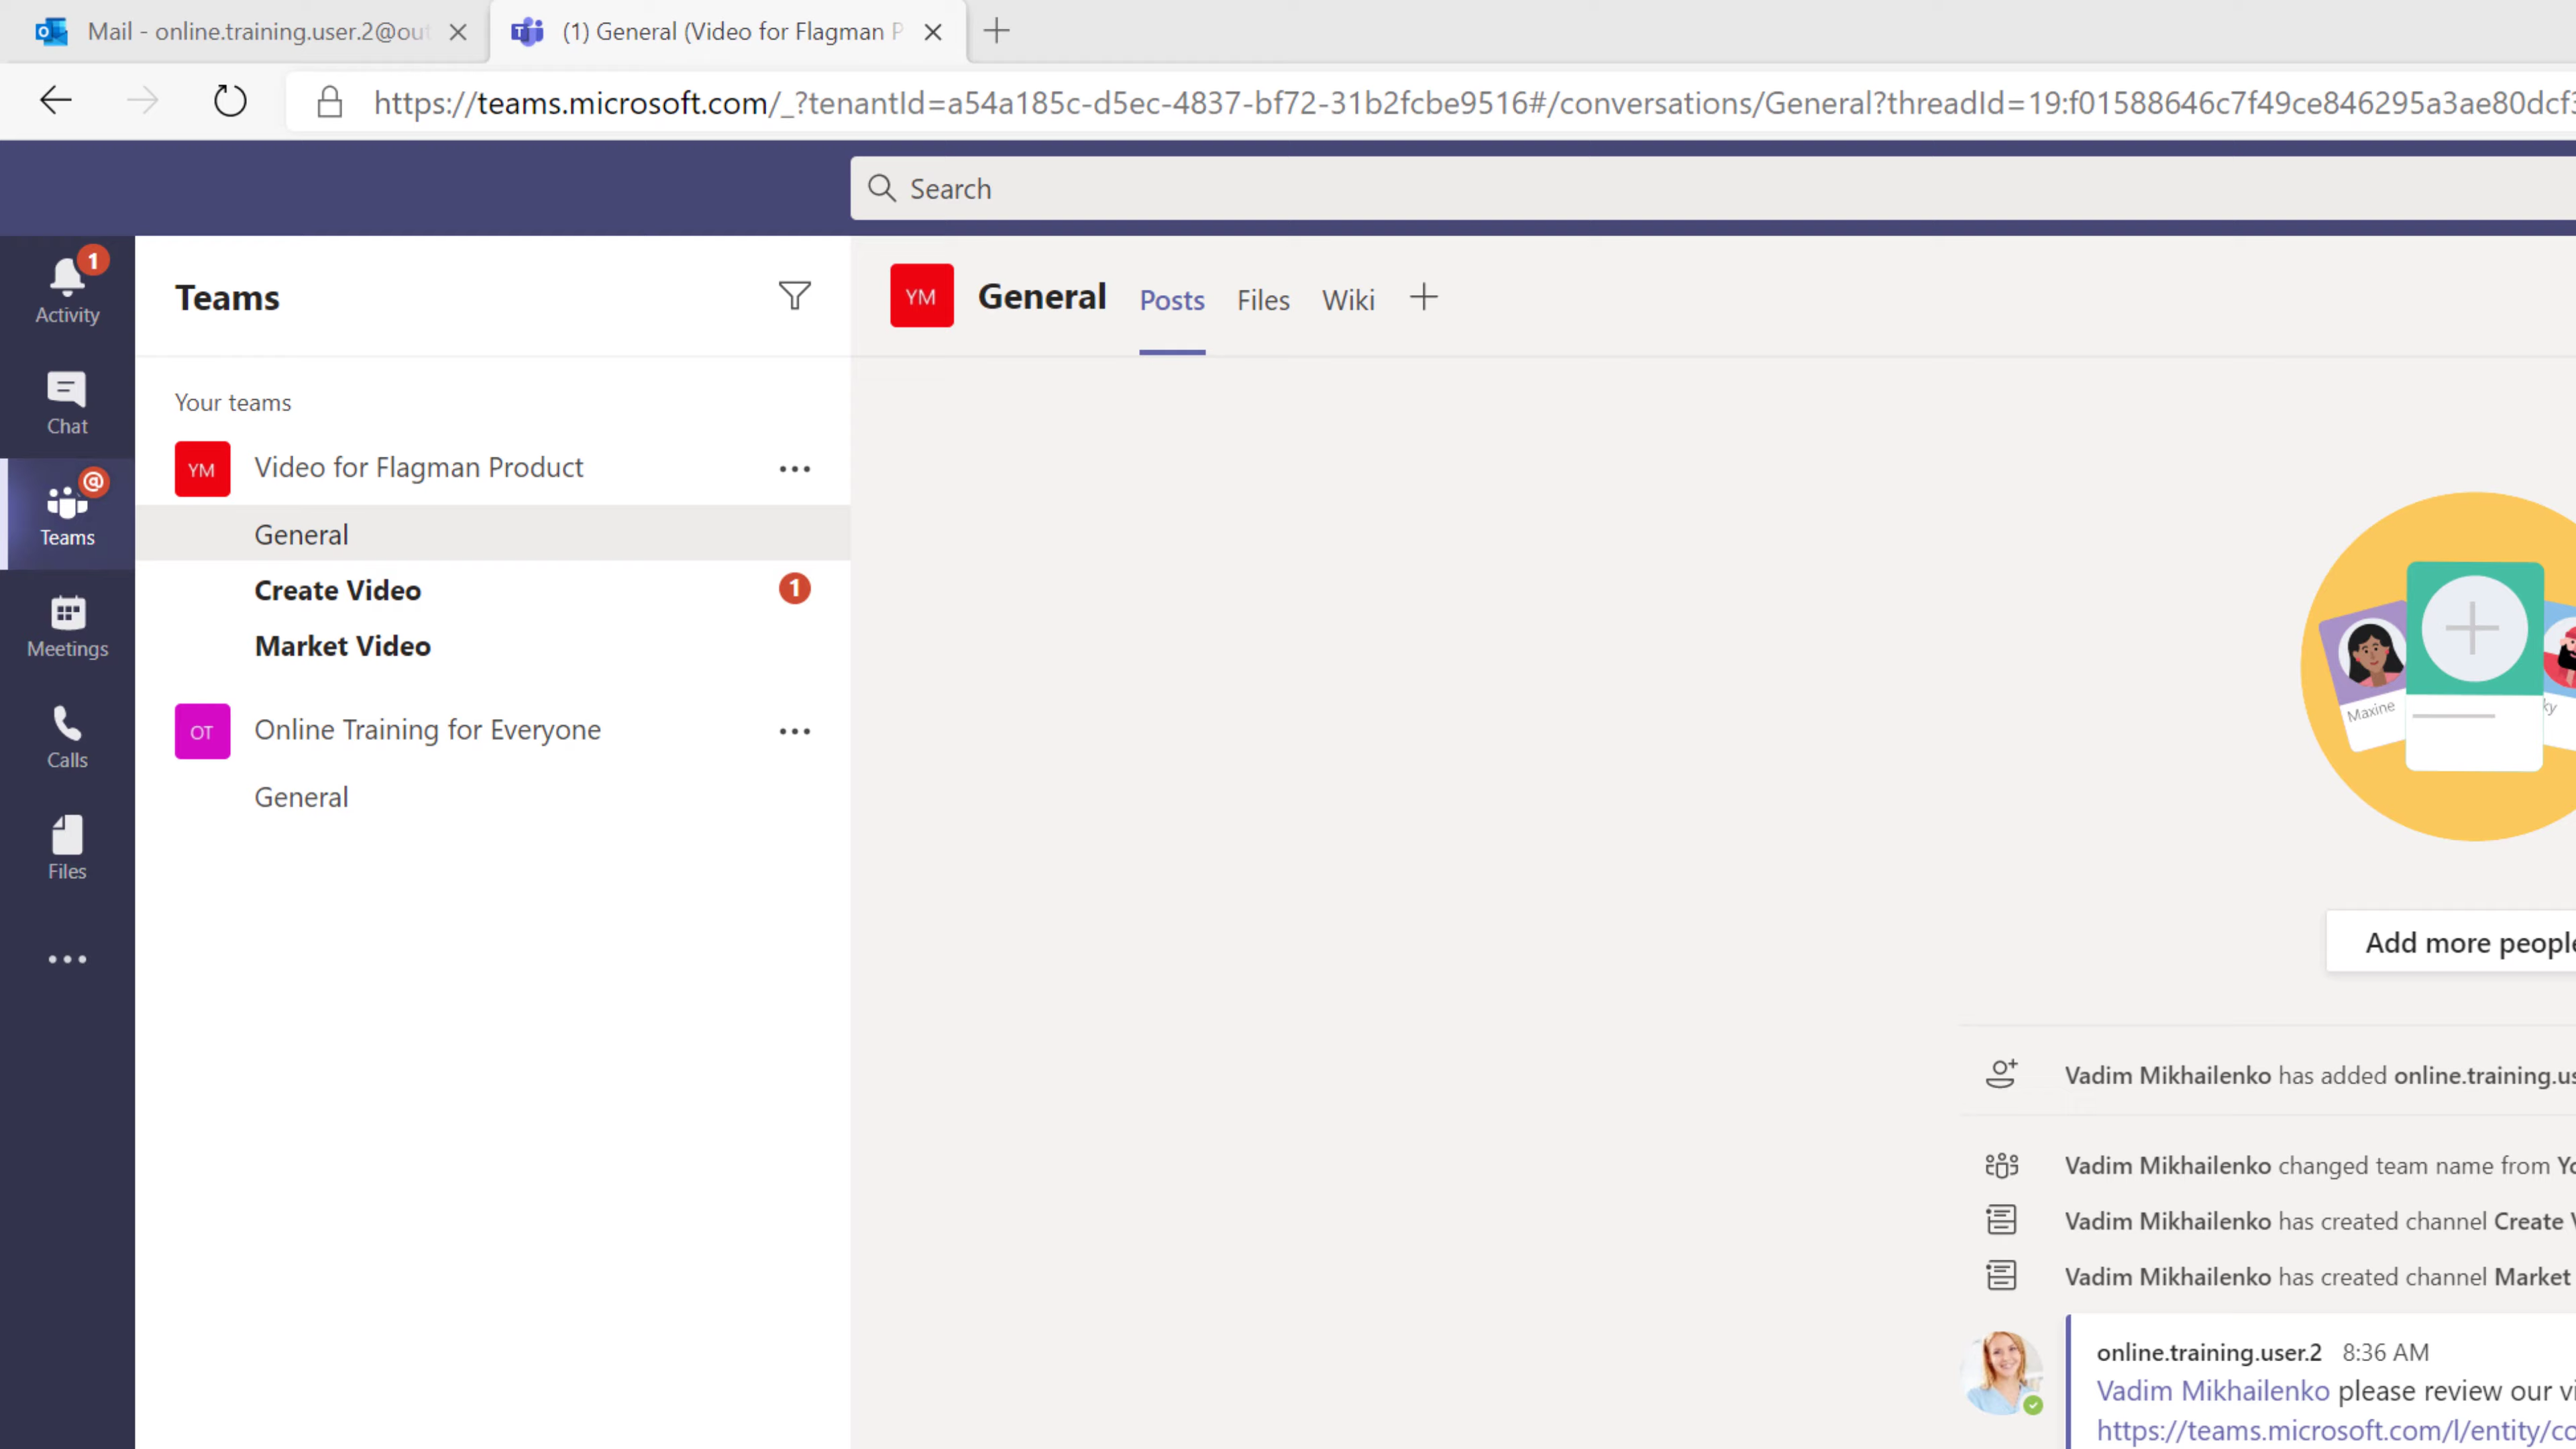 Mail - online.training.user.2@out
(1) General (Video for Flagman P
https://teams.microsoft.com/_?tenantId=a54a185c-d5ec-4837-bf72-31b2fcbe9516#/conversations/General?threadId=19:f01588646c7f49ce846295a3ae80dcf3
Search
1
Activity
Chat
@
Teams
Meetings
Calls
Files
Teams
Your teams
YM Video for Flagman Product
General
Create Video 1
Market Video
OT Online Training for Everyone
General
YM General Posts Files Wiki
Maxine
ky
Add more people
Vadim Mikhailenko has added online.training.us
Vadim Mikhailenko changed team name from Yo
Vadim Mikhailenko has created channel Create V
Vadim Mikhailenko has created channel Market
online.training.user.2 8:36 AM
Vadim Mikhailenko please review our vi
https://teams.microsoft.com/l/entity/co